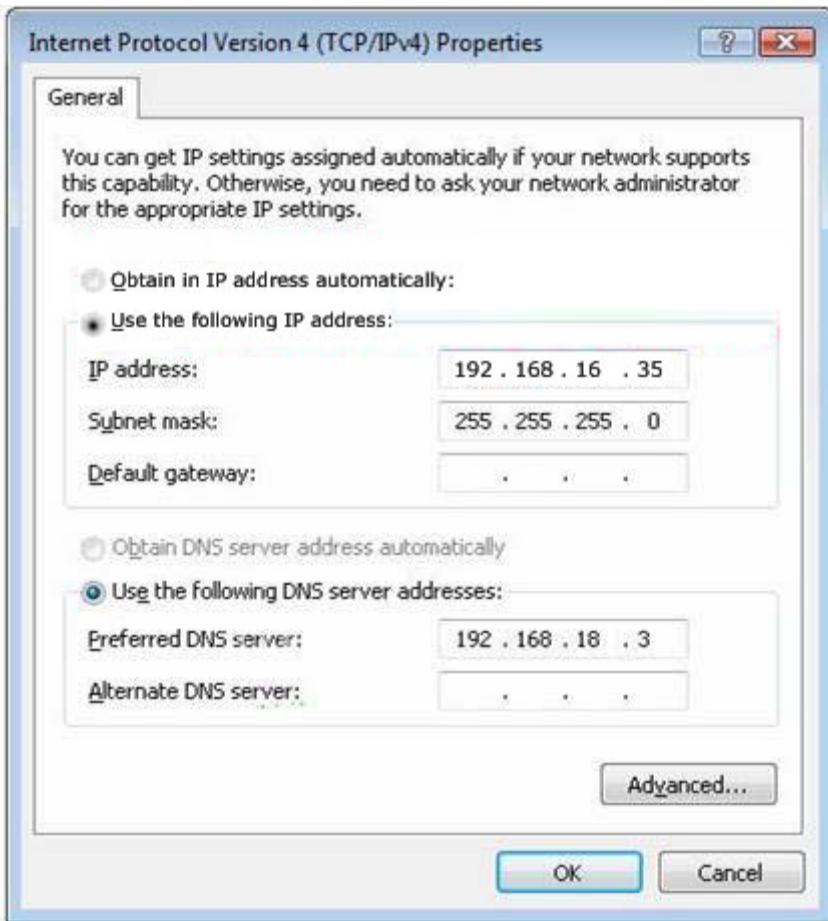 Internet Protocol Version 4 (TCP/IPv4) Properties
General
You can get IP settings assigned automatically if your network supports
this capability. Otherwise, you need to ask your network administrator
for the appropriate IP settings.
Obtain in IP address automatically:
Use the following IP address:
IP address: 192 . 168 . 16 . 35
Subnet mask: 255 . 255 . 255 . 0
Default gateway: . . .
Obtain DNS server address automatically
Use the following DNS server addresses:
Preferred DNS server: 192 . 168 . 18 . 3
Alternate DNS server: . . .
Advanced...
OK Cancel